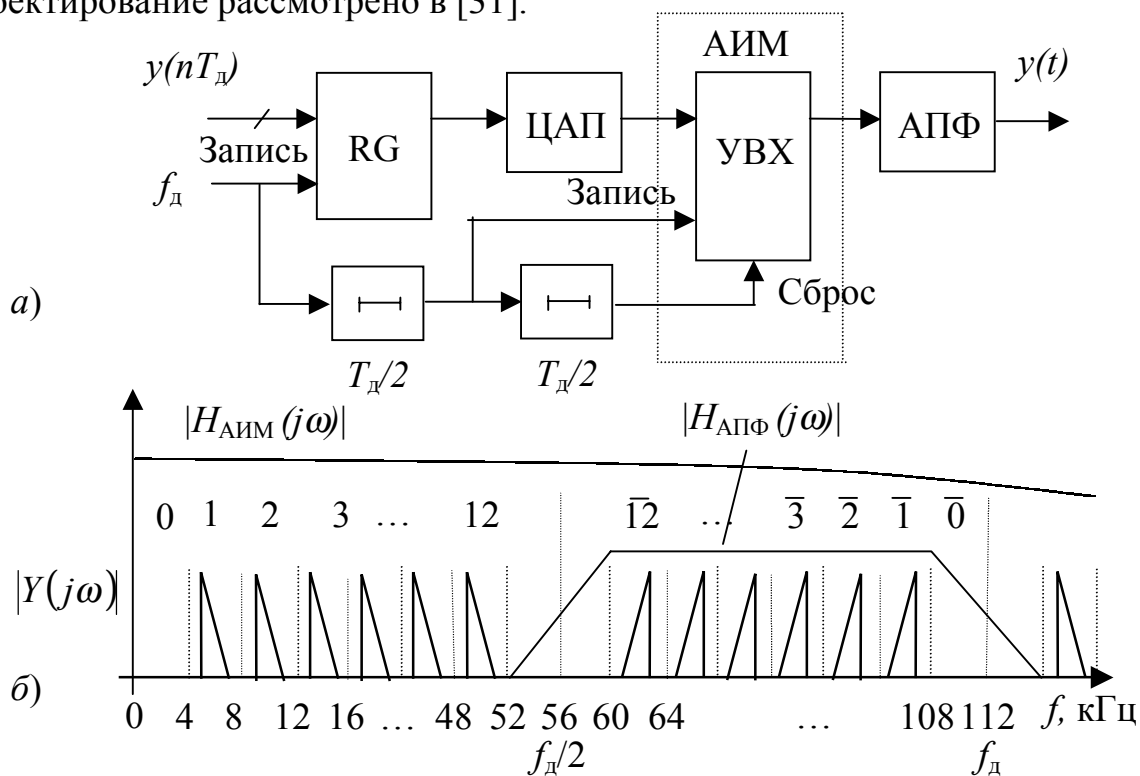 ектирование рассмотрено в [31].
АИМ
y(nTд)
y(t)
Запись
RG
ЦАП
УВХ
АПФ
fд
Запись
Сброс
а)
Tд/2
Tд/2
|HАИМ (jω)|
|HАПФ (jω)|
0 1 2 3 … 12
1̅2̅ … 3̅ 2̅ 1̅ 0̅
|Y(jω)|
б)
0 4 8 12 16 … 48 52 56 60 64 … 108 112 f, кГц
fд/2
fд